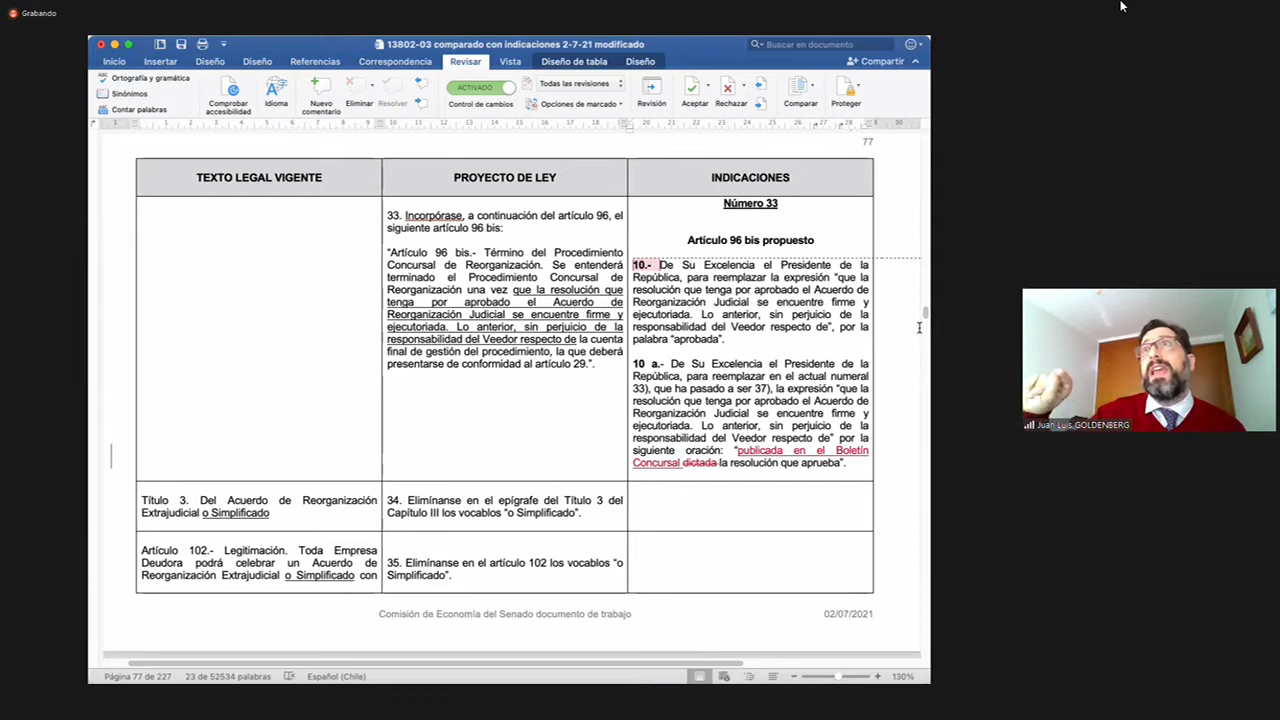 Grabando
13802-03 comparado con indicaciones 2-7-21 modificado
Buscar en documento
Inicio Insertar Diseño Diseño Referencias Correspondencia Revisar Vista Diseño de tabla Diseño
Compartir
Ortografía y gramática
Sinónimos
Contar palabras
Comprobar accesibilidad
Idioma
Nuevo comentario
Eliminar
Resolver
ACTIVADO
Control de cambios
Todas las revisiones
Opciones de marcado
Revisión
Aceptar
Rechazar
Comparar
Proteger
77
TEXTO LEGAL VIGENTE
PROYECTO DE LEY
INDICACIONES
33. Incorpórase, a continuación del artículo 96, el
siguiente artículo 96 bis:
“Artículo 96 bis.- Término del Procedimiento
Concursal de Reorganización. Se entenderá
terminado el Procedimiento Concursal de
Reorganización una vez que la resolución que
tenga por aprobado el Acuerdo de
Reorganización Judicial se encuentre firme y
ejecutoriada. Lo anterior, sin perjuicio de la
responsabilidad del Veedor respecto de la cuenta
final de gestión del procedimiento, la que deberá
presentarse de conformidad al artículo 29.”.
Número 33
Artículo 96 bis propuesto
10.- De Su Excelencia el Presidente de la
República, para reemplazar la expresión “que la
resolución que tenga por aprobado el Acuerdo de
Reorganización Judicial se encuentre firme y
ejecutoriada. Lo anterior, sin perjuicio de la
responsabilidad del Veedor respecto de”, por la
palabra “aprobada”.
10 a.- De Su Excelencia el Presidente de la
República, para reemplazar en el actual numeral
33), que ha pasado a ser 37), la expresión “que la
resolución que tenga por aprobado el Acuerdo de
Reorganización Judicial se encuentre firme y
ejecutoriada. Lo anterior, sin perjuicio de la
responsabilidad del Veedor respecto de” por la
siguiente oración: “publicada en el Boletín
Concursal dictada la resolución que aprueba”.
Título 3. Del Acuerdo de Reorganización
Extrajudicial o Simplificado
34. Elimínanse en el epígrafe del Título 3 del
Capítulo III los vocablos “o Simplificado”.
Artículo 102.- Legitimación. Toda Empresa
Deudora podrá celebrar un Acuerdo de
Reorganización Extrajudicial o Simplificado con
35. Elimínanse en el artículo 102 los vocablos “o
Simplificado”.
Comisión de Economía del Senado documento de trabajo
02/07/2021
Página 77 de 227
23 de 52534 palabras
Español (Chile)
130%
Juan Luis GOLDENBERG